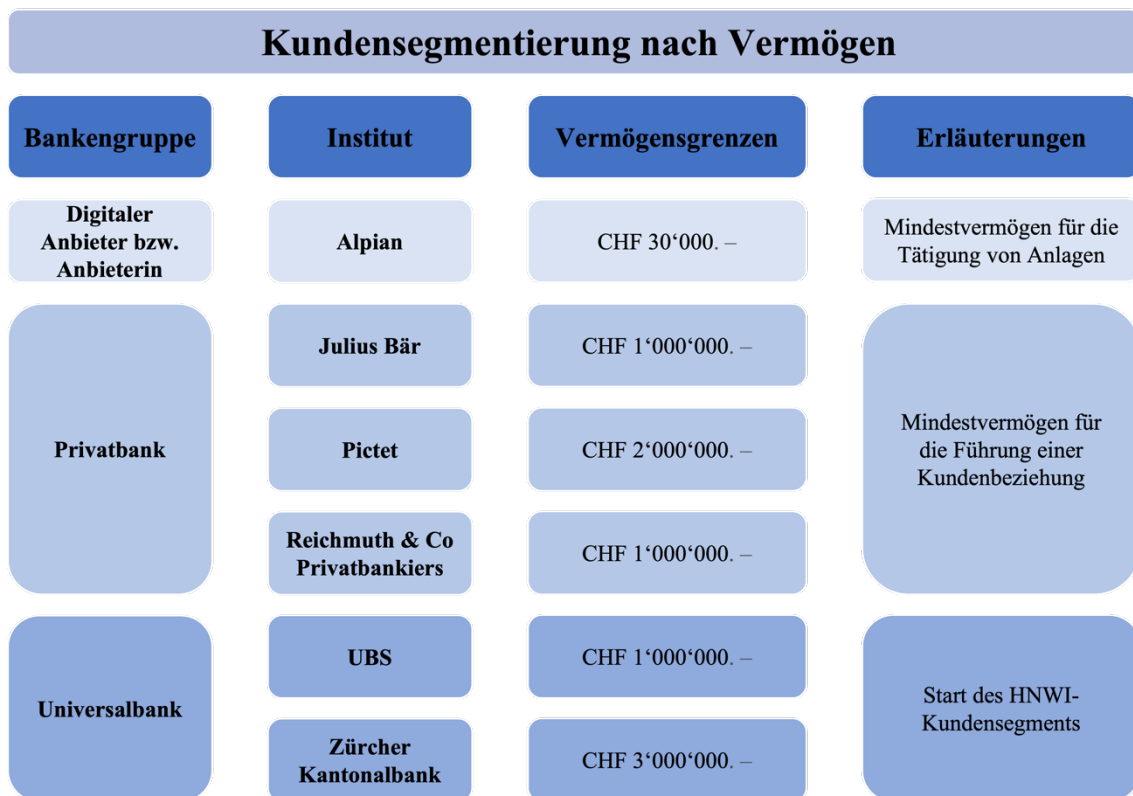 Kundensegmentierung nach Vermögen
Bankengruppe
Institut
Vermögensgrenzen
Erläuterungen
Digitaler
Anbieter bzw.
Anbieterin
Alpian
CHF 30‘000. –
Mindestvermögen für die
Tätigung von Anlagen
Privatbank
Julius Bär
CHF 1‘000‘000. –
Pictet
CHF 2‘000‘000. –
Reichmuth & Co
Privatbankiers
CHF 1‘000‘000. –
Mindestvermögen für
die Führung einer
Kundenbeziehung
Universalbank
UBS
CHF 1‘000‘000. –
Zürcher
Kantonalbank
CHF 3‘000‘000. –
Start des HNWI-
Kundensegments